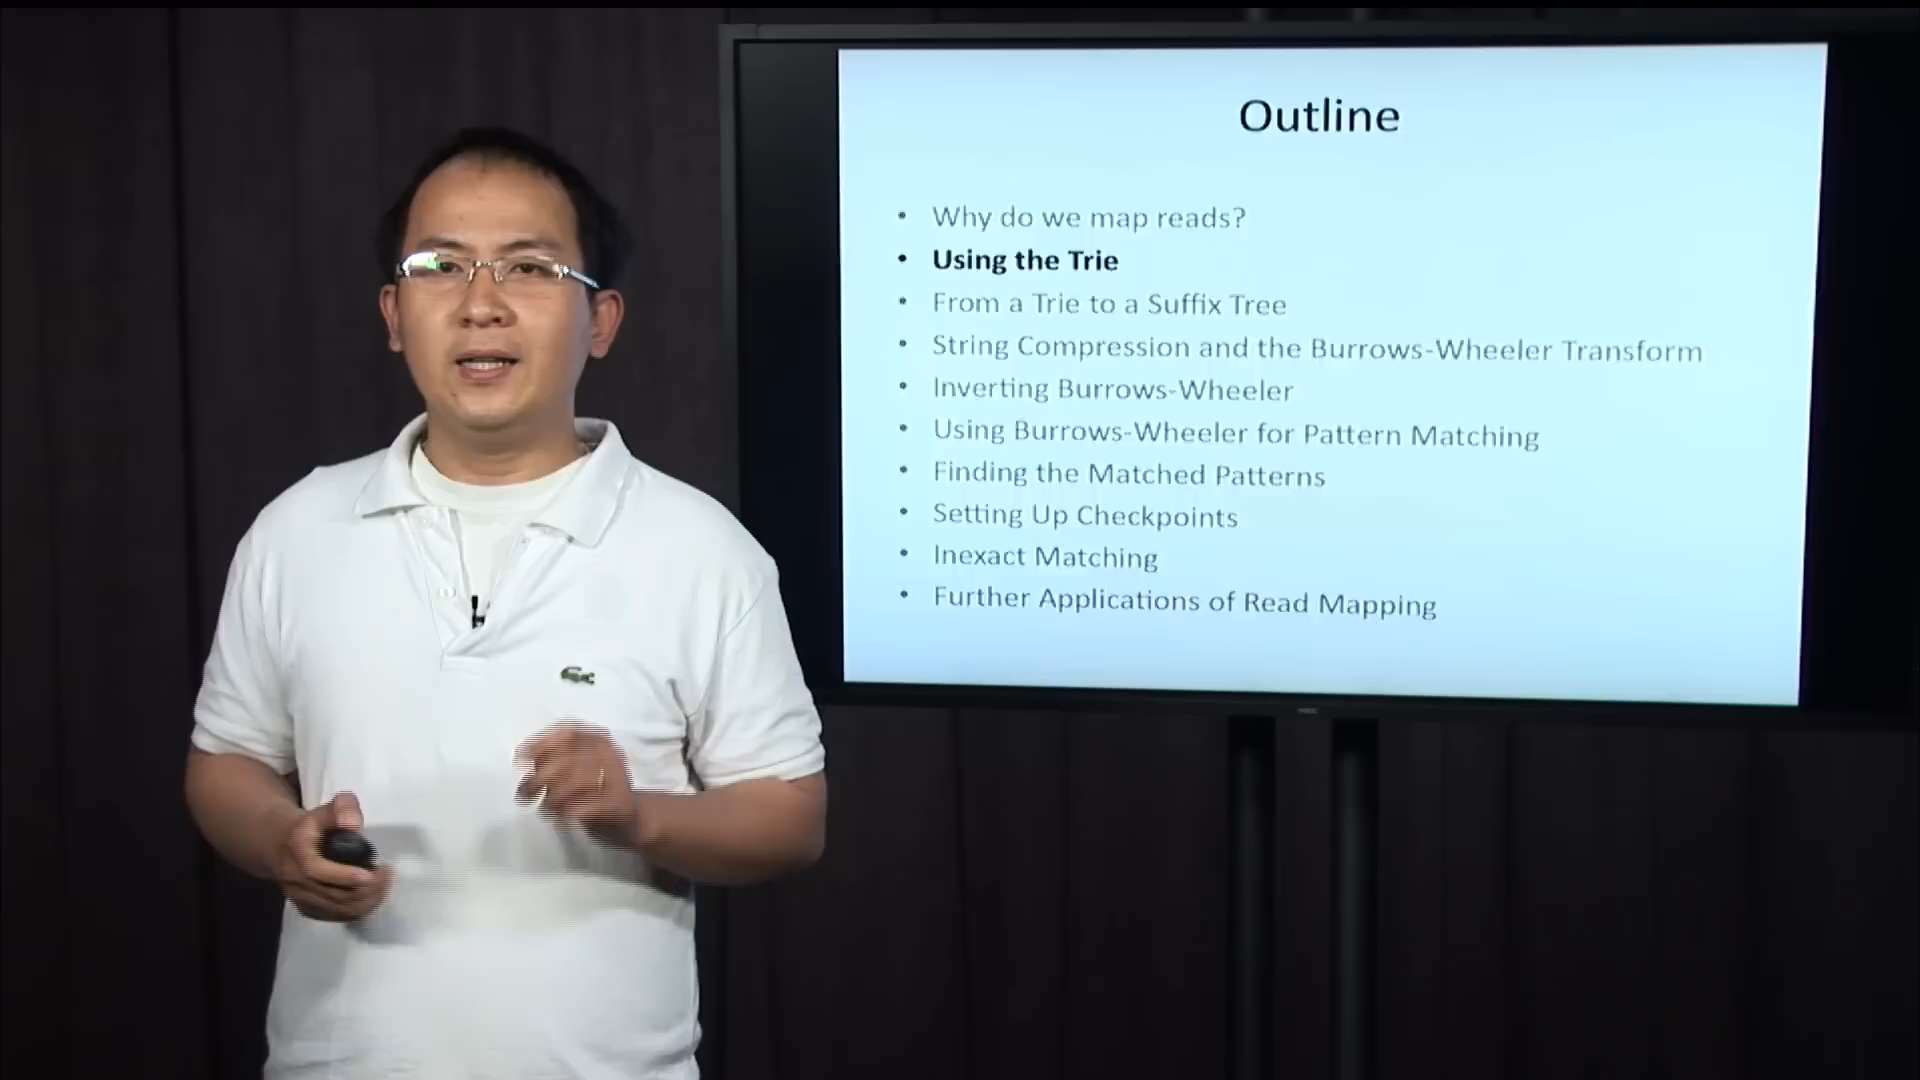 Outline
• Why do we map reads?
• Using the Trie
• From a Trie to a Suffix Tree
• String Compression and the Burrows-Wheeler Transform
• Inverting Burrows-Wheeler
• Using Burrows-Wheeler for Pattern Matching
• Finding the Matched Patterns
• Setting Up Checkpoints
• Inexact Matching
• Further Applications of Read Mapping